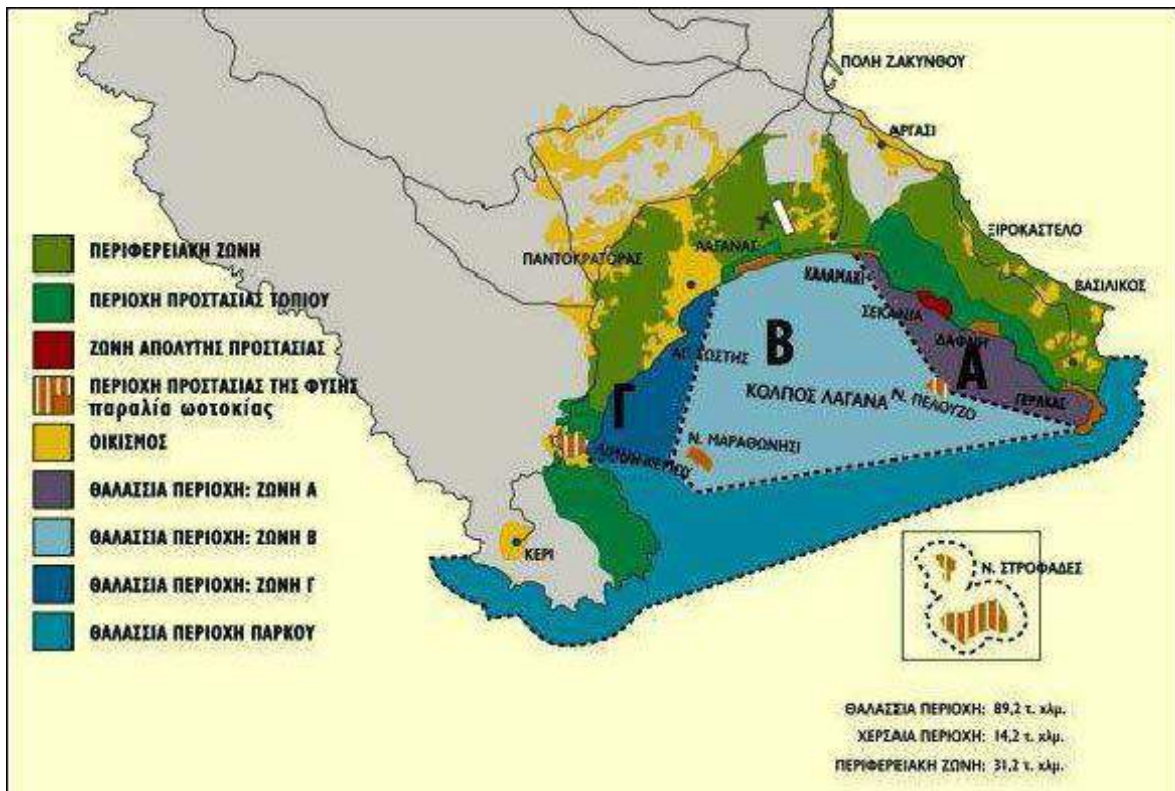 ΠΟΛΗ ΖΑΚΥΝΘΟΥ
ΑΡΓΑΣΙ
ΞΙΡΟΚΑΣΤΕΛΟ
ΒΑΣΙΛΙΚΟΣ
ΛΑΓΑΝΑΣ
ΠΑΝΤΟΚΡΑΤΟΡΑΣ
ΚΑΛΑΜΑΚΙ
ΣΕΚΑΝΙΑ
ΔΑΦΝΗ
ΑΓ. ΣΩΣΤΗΣ
Β
Α
Γ
ΚΟΛΠΟΣ ΛΑΓΑΝΑ
Ν. ΠΕΛΟΥΖΟ
ΓΕΡΑΚΑΣ
Ν. ΜΑΡΑΘΩΝΗΣΙ
ΚΕΡΙ
Ν. ΣΤΡΟΦΑΔΕΣ
ΠΕΡΙΦΕΡΕΙΑΚΗ ΖΩΝΗ
ΠΕΡΙΟΧΗ ΠΡΟΣΤΑΣΙΑΣ ΤΟΠΙΟΥ
ΖΩΝΗ ΑΠΟΛΥΤΗΣ ΠΡΟΣΤΑΣΙΑΣ
ΠΕΡΙΟΧΗ ΠΡΟΣΤΑΣΙΑΣ ΤΗΣ ΦΥΣΗΣ
παραλία ωοτοκίας
ΟΙΚΙΣΜΟΣ
ΘΑΛΑΣΣΙΑ ΠΕΡΙΟΧΗ: ΖΩΝΗ Α
ΘΑΛΑΣΣΙΑ ΠΕΡΙΟΧΗ: ΖΩΝΗ Β
ΘΑΛΑΣΣΙΑ ΠΕΡΙΟΧΗ: ΖΩΝΗ Γ
ΘΑΛΑΣΣΙΑ ΠΕΡΙΟΧΗ ΠΑΡΚΟΥ
ΘΑΛΑΣΣΙΑ ΠΕΡΙΟΧΗ: 89,2 τ. χλμ.
ΧΕΡΣΑΙΑ ΠΕΡΙΟΧΗ: 14,2 τ. χλμ.
ΠΕΡΙΦΕΡΕΙΑΚΗ ΖΩΝΗ: 31,2 τ. χλμ.